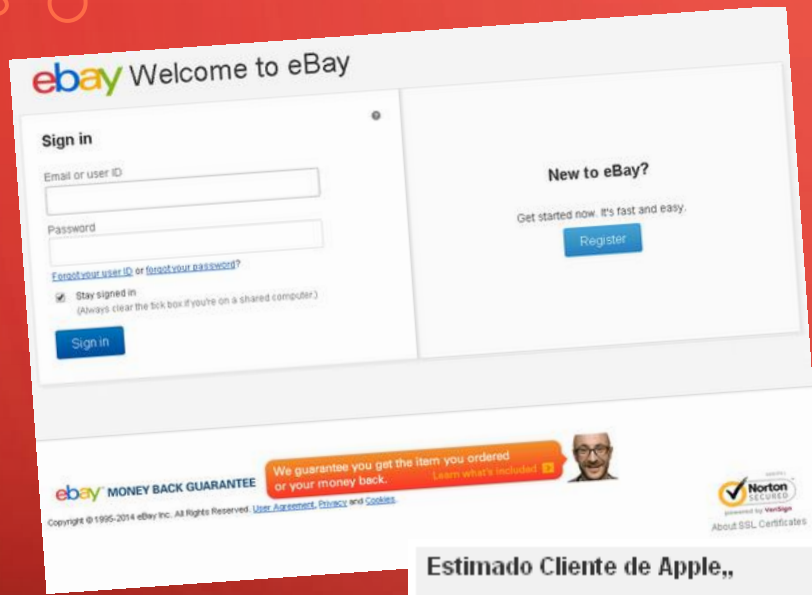 ebay Welcome to eBay
Sign in
Email or user ID
Password
Forgot your user ID or forgot your password?
Stay signed in
(Always clear the tick box if you're on a shared computer.)
Sign in
New to eBay?
Get started now. It's fast and easy.
Register
ebay MONEY BACK GUARANTEE
We guarantee you get the item you ordered
or your money back. Learn what's included
Copyright © 1995-2014 eBay Inc. All Rights Reserved. User Agreement, Privacy and Cookies.
Norton
SECURED
powered by VeriSign
About SSL Certificates
Estimado Cliente de Apple,,